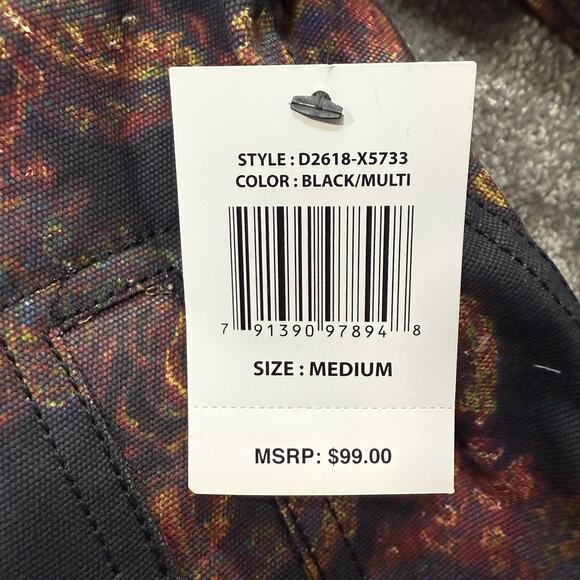 STYLE : D2618-X5733
COLOR : BLACK/MULTI
7 91390 97894 8
SIZE : MEDIUM
MSRP: $99.00